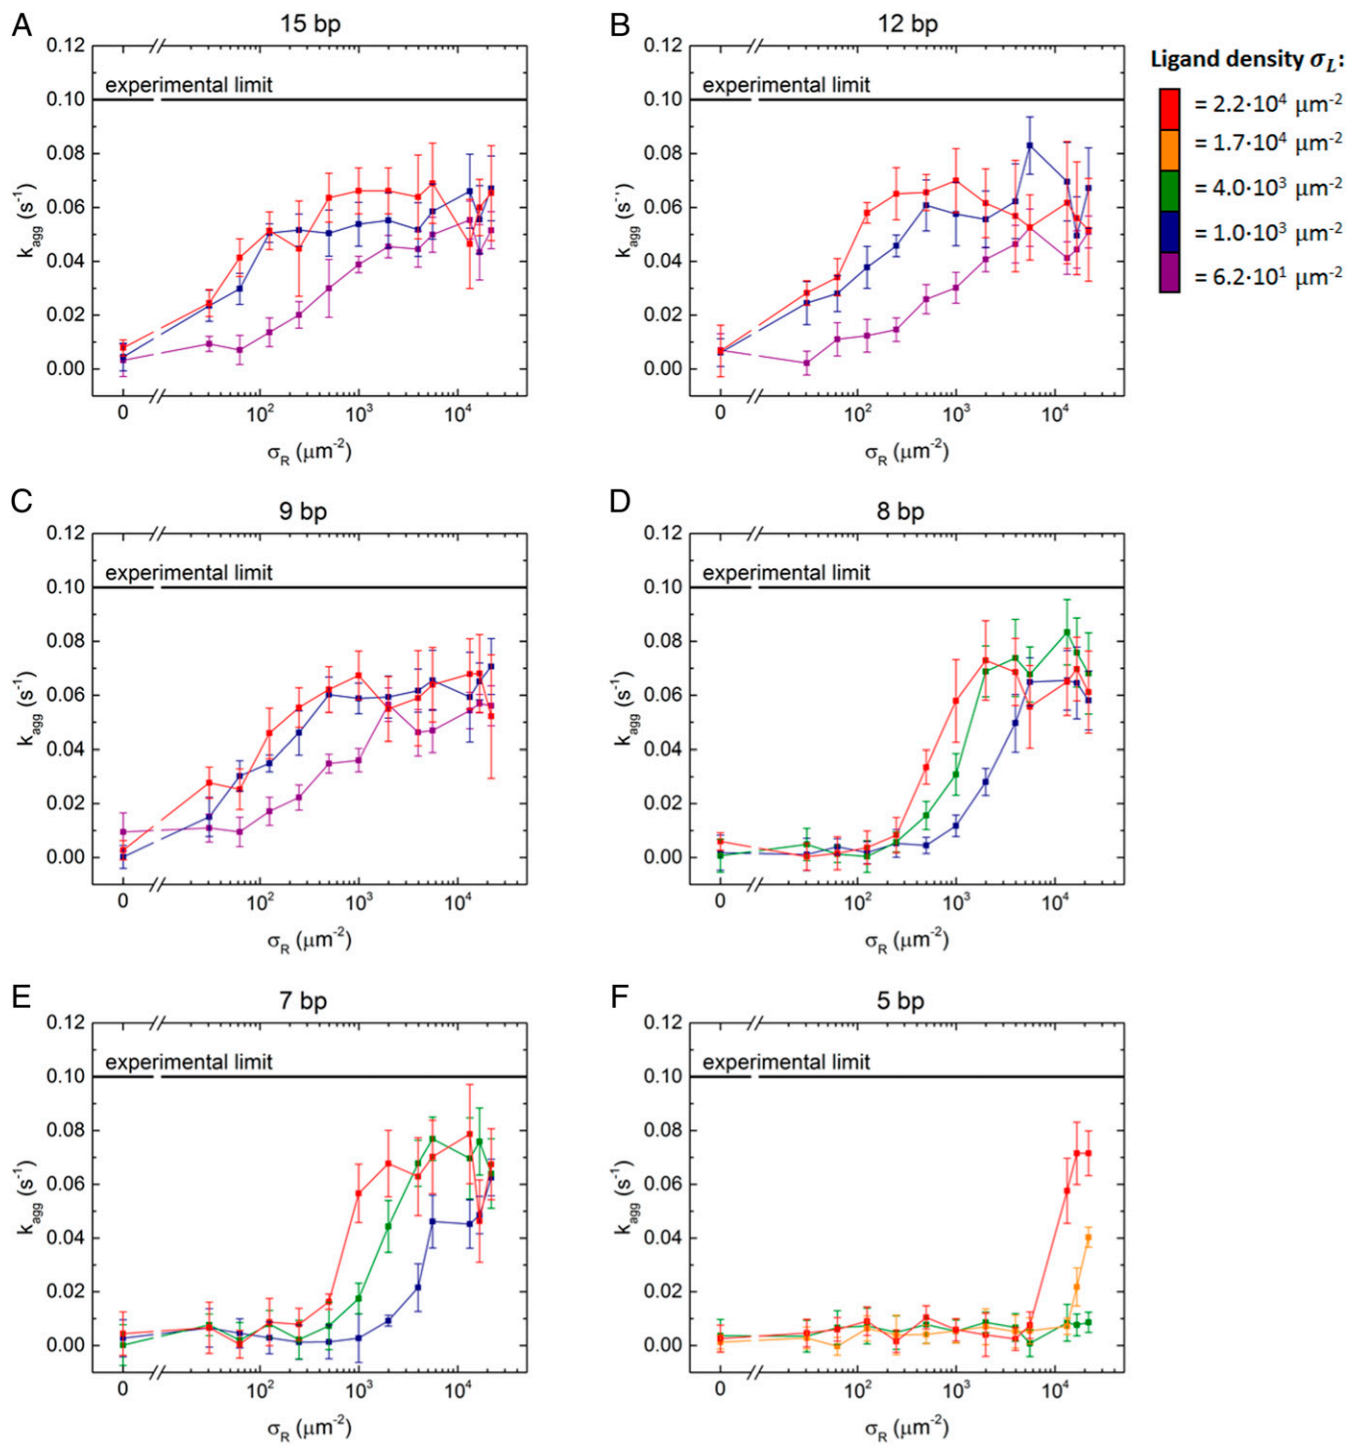 A
15 bp
0.12
0.10
0.08
0.06
0.04
0.02
0.00
experimental limit
kagg (s-1)
0
10²
10³
10⁴
σR (μm-2)
B
12 bp
0.12
0.10
0.08
0.06
0.04
0.02
0.00
experimental limit
kagg (s-1)
0
10²
10³
10⁴
σR (μm-2)
Ligand density σL:
= 2.2·10⁴ μm-2
= 1.7·10⁴ μm-2
= 4.0·10³ μm-2
= 1.0·10³ μm-2
= 6.2·10¹ μm-2
C
9 bp
0.12
0.10
0.08
0.06
0.04
0.02
0.00
experimental limit
kagg (s-1)
0
10²
10³
10⁴
σR (μm-2)
D
8 bp
0.12
0.10
0.08
0.06
0.04
0.02
0.00
experimental limit
kagg (s-1)
0
10²
10³
10⁴
σR (μm-2)
E
7 bp
0.12
0.10
0.08
0.06
0.04
0.02
0.00
experimental limit
kagg (s-1)
0
10²
10³
10⁴
σR (μm-2)
F
5 bp
0.12
0.10
0.08
0.06
0.04
0.02
0.00
experimental limit
kagg (s-1)
0
10²
10³
10⁴
σR (μm-2)